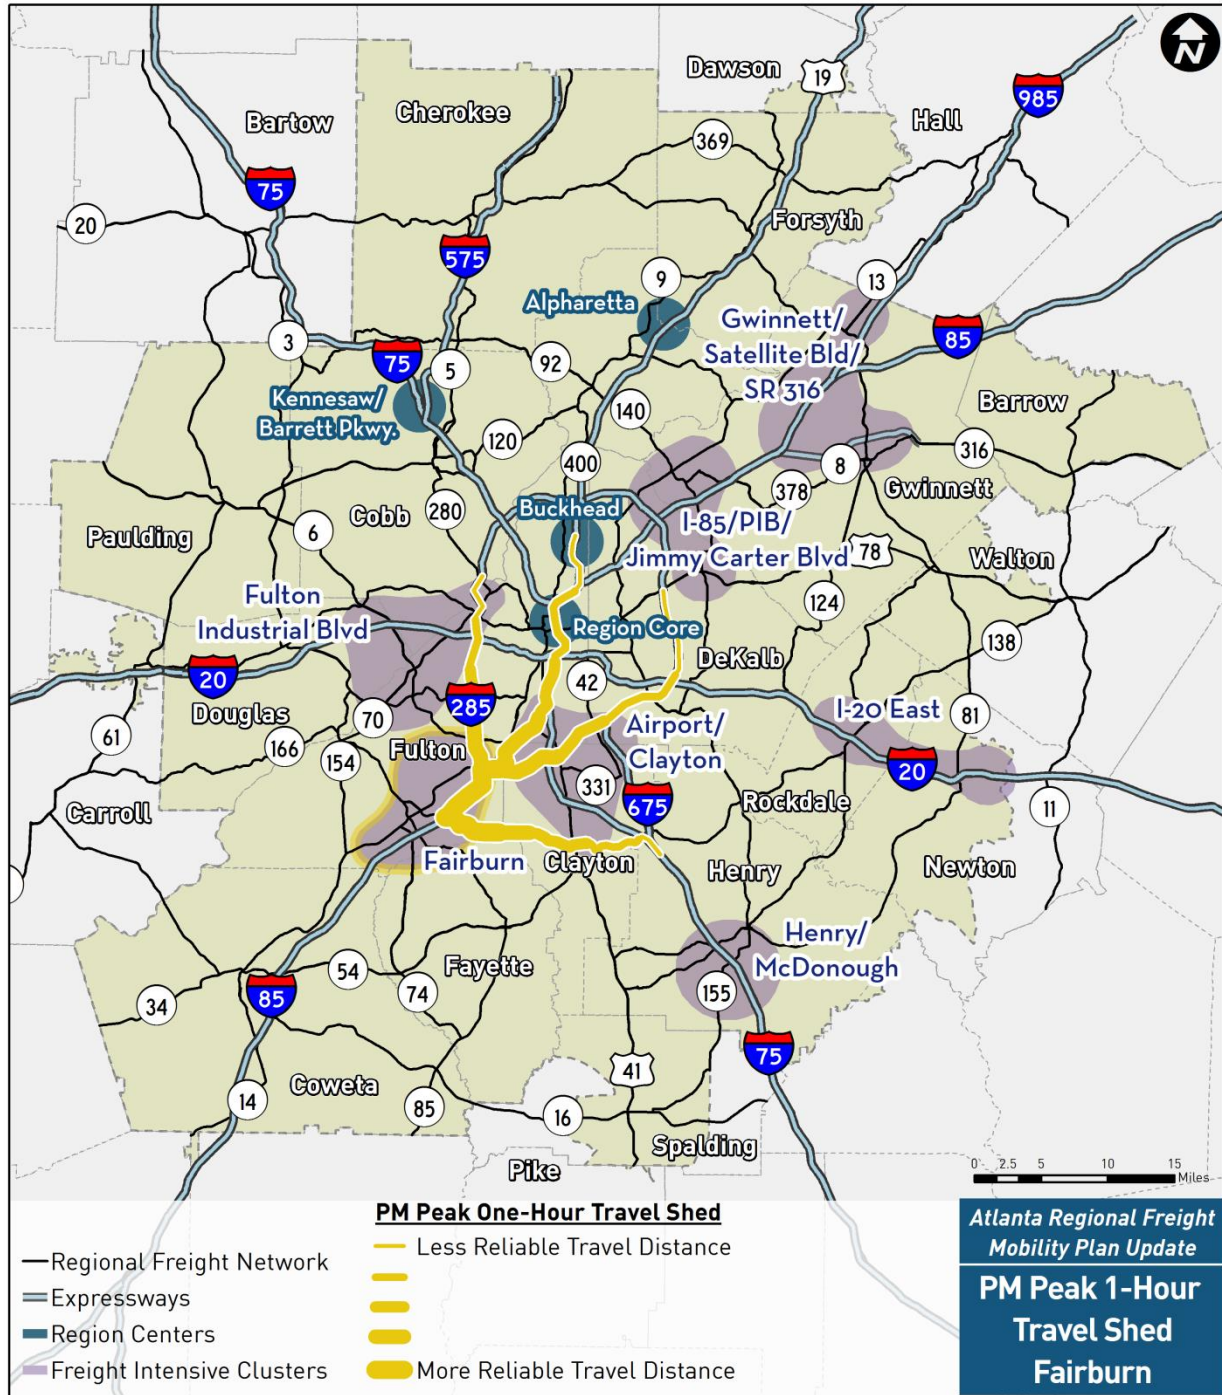 N
Dawson
19
Hall
985
Bartow
Cherokee
369
75
20
Forsyth
575
9
13
Alpharetta
Gwinnett/
Satellite Bld/
SR 316
85
3
75
5
92
Kennesaw/
Barrett Pkwy.
Barrow
140
120
400
316
8
378
Gwinnett
280
Buckhead
Cobb
6
Paulding
I-85/PIB/
Jimmy Carter Blvd
78
Walton
Fulton
Industrial Blvd
124
Region Core
138
DeKalb
20
42
285
Douglas
70
I-20 East
81
61
166
154
Fulton
Airport/
Clayton
20
331
675
Rockdale
11
Carroll
Fairburn
Clayton
Henry
Newton
Henry/
McDonough
54
Fayette
74
155
34
85
75
41
Coweta
14
85
16
Spalding
Pike
0 2.5 5 10 15
Miles
PM Peak One-Hour Travel Shed
Less Reliable Travel Distance
More Reliable Travel Distance
Regional Freight Network
Expressways
Region Centers
Freight Intensive Clusters
Atlanta Regional Freight
Mobility Plan Update
PM Peak 1-Hour
Travel Shed
Fairburn